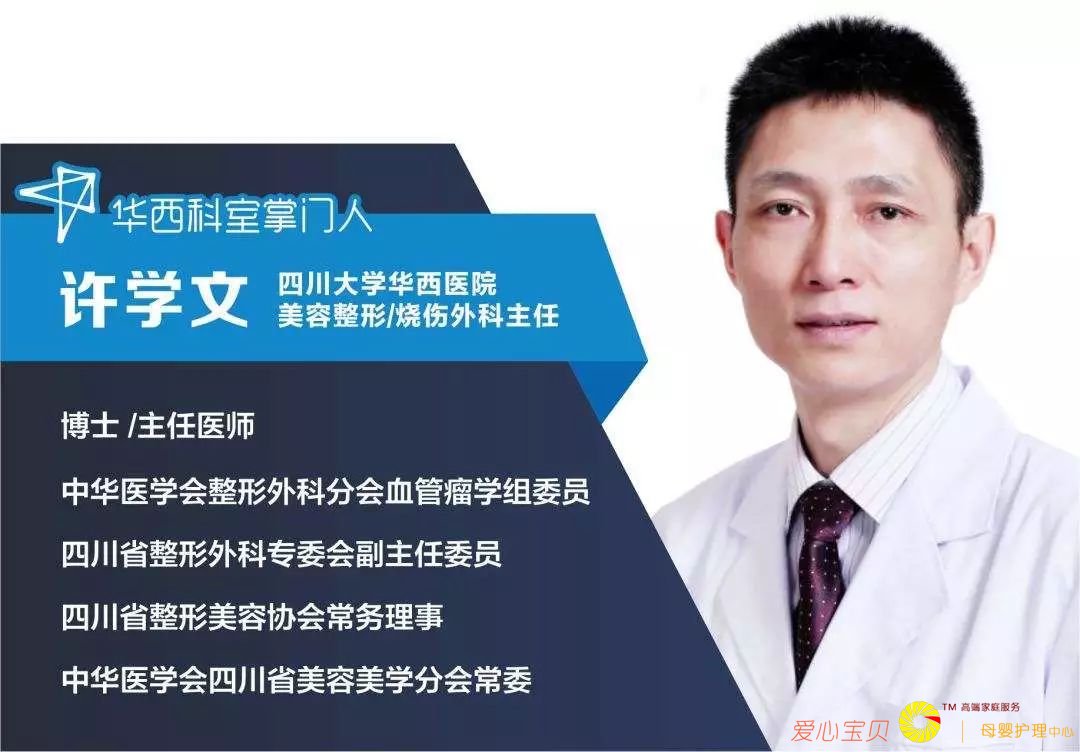 华西科室掌门人
许学文
四川大学华西医院
美容整形/烧伤外科主任
博士 /主任医师
中华医学会整形外科分会血管瘤学组委员
四川省整形外科专委会副主任委员
四川省整形美容协会常务理事
中华医学会四川省美容美学分会常委
爱心宝贝
TM 高端家庭服务
母婴护理中心